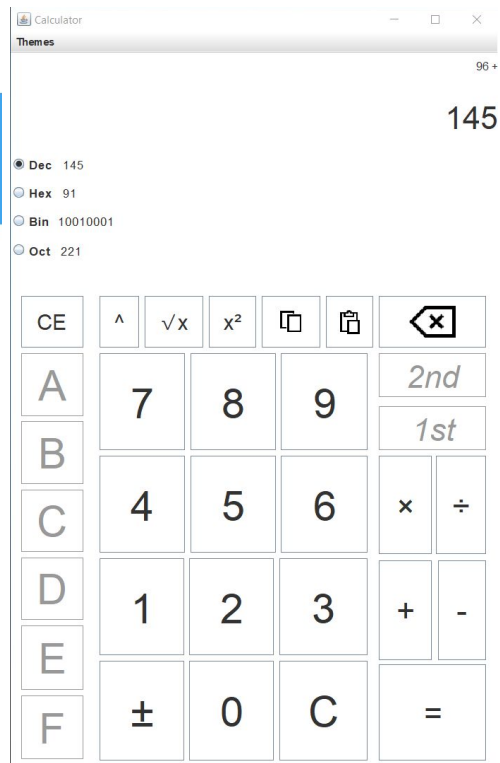 Calculator
Themes
96 +
145
Dec 145
Hex 91
Bin 10010001
Oct 221
CE ^ √x x²
A 7 8 9 2nd
1st
B
4 5 6 × ÷
C
D 1 2 3 + -
E
F ± 0 C =